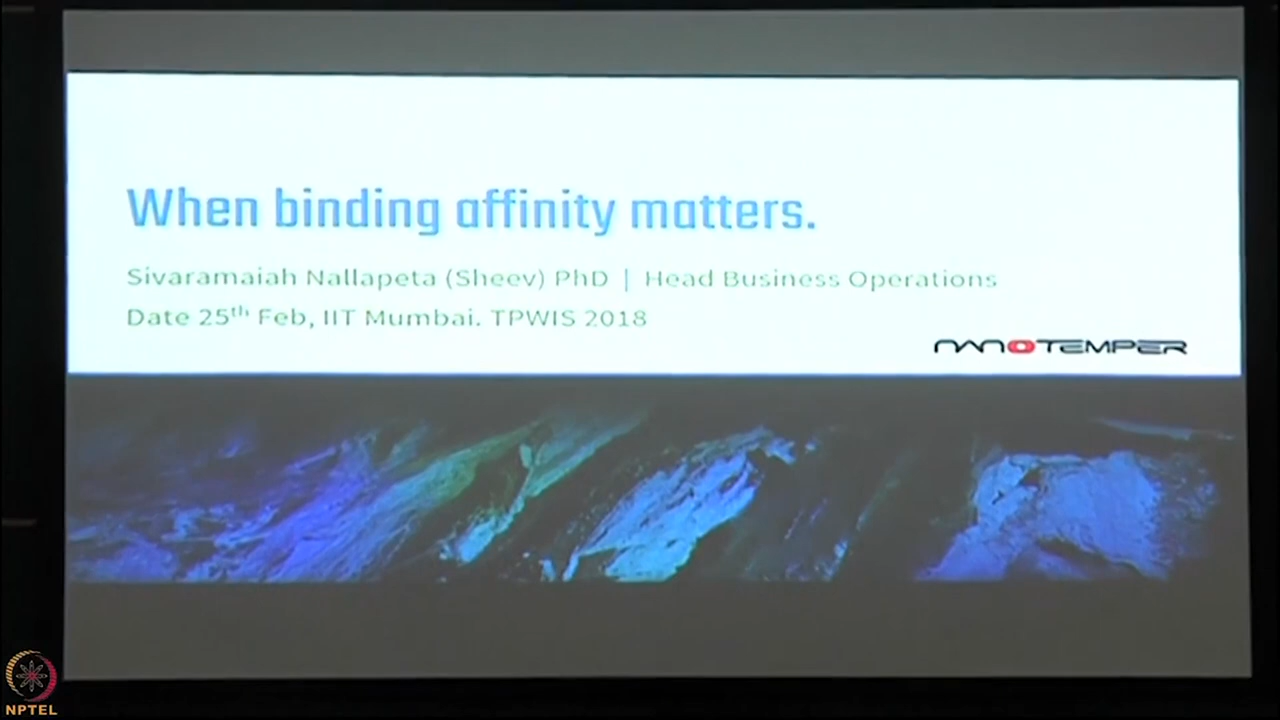 When binding affinity matters.
Sivaramaiah Nallapeta (Sheev) PhD | Head Business Operations
Date 25th Feb, IIT Mumbai. TPWIS 2018
NANOTEMPER
NPTEL